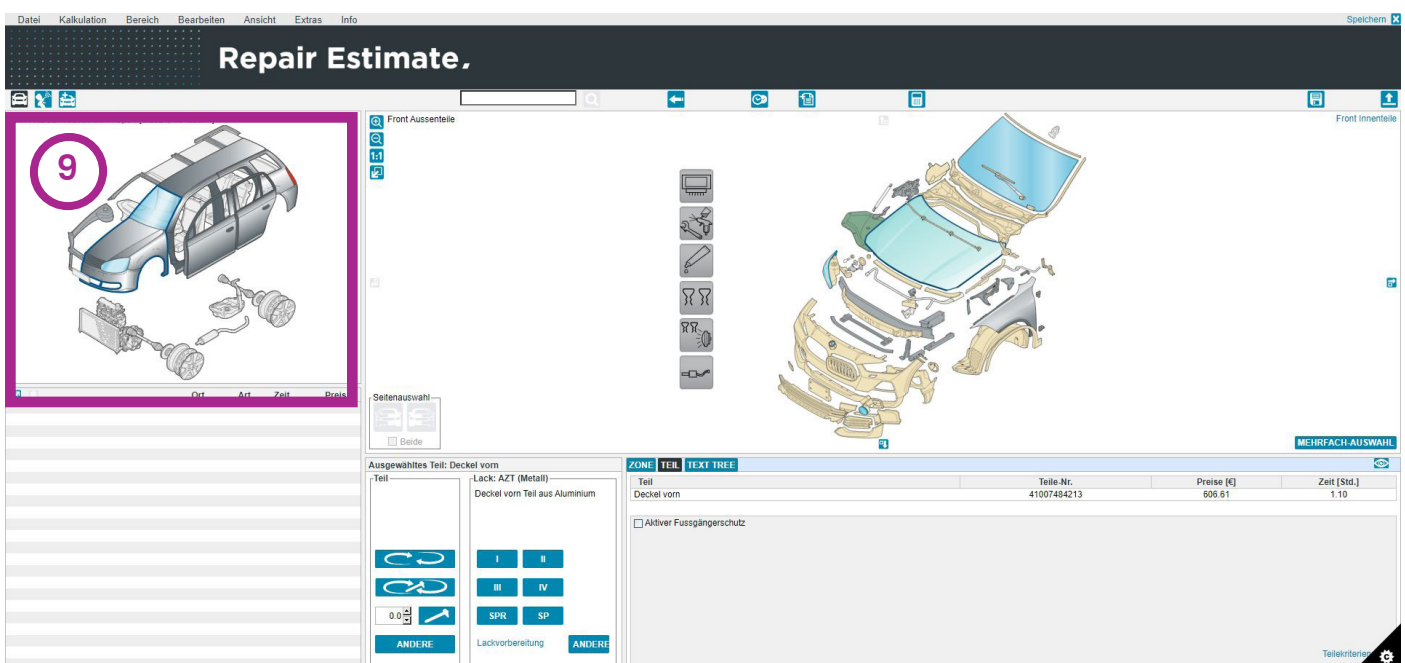 Datei Kalkulation Bereich Bearbeiten Ansicht Extras Info Speichern
Repair Estimate.
9
1:1
Front Aussenteile
Front Innenteile
Ort Art Zeit Preis
Seitenauswahl
Beide
MEHRFACH-AUSWAHL
Ausgewähltes Teil: Deckel vorn
Teil
Lack: AZT (Metall)
Deckel vorn Teil aus Aluminium
I II
III IV
0.0
SPR SP
ANDERE
Lackvorbereitung
ANDERE
ZONE TEIL TEXT TREE
Teil Teile-Nr. Preise [€] Zeit [Std.]
Deckel vorn 41007484213 606.61 1.10
Aktiver Fussgängerschutz
Teilekriterien